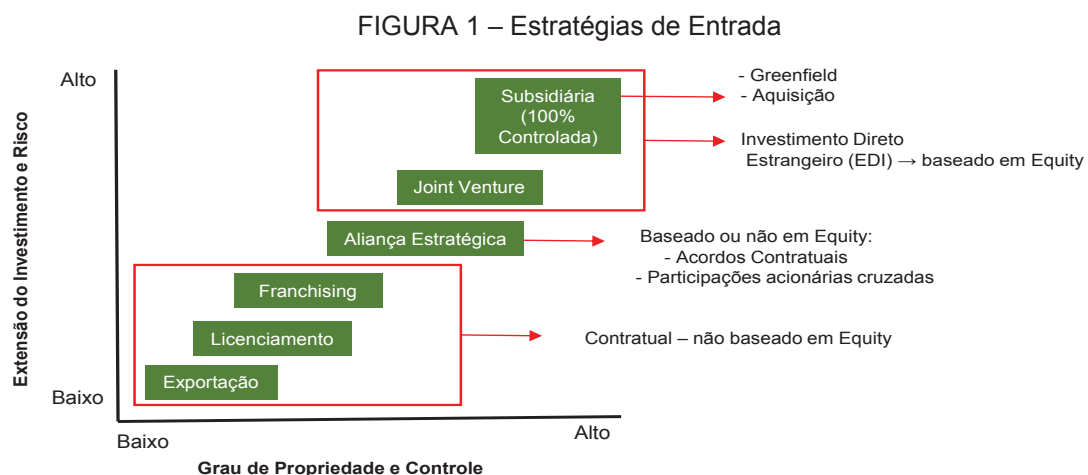 FIGURA 1 – Estratégias de Entrada
Alto
Extensão do Investimento e Risco
Baixo
Subsidiária
(100%
Controlada)
- Greenfield
- Aquisição
Investimento Direto
Estrangeiro (EDI) → baseado em Equity
Joint Venture
Aliança Estratégica
Baseado ou não em Equity:
- Acordos Contratuais
- Participações acionárias cruzadas
Franchising
Licenciamento
Contratual – não baseado em Equity
Exportação
Baixo
Alto
Grau de Propriedade e Controle